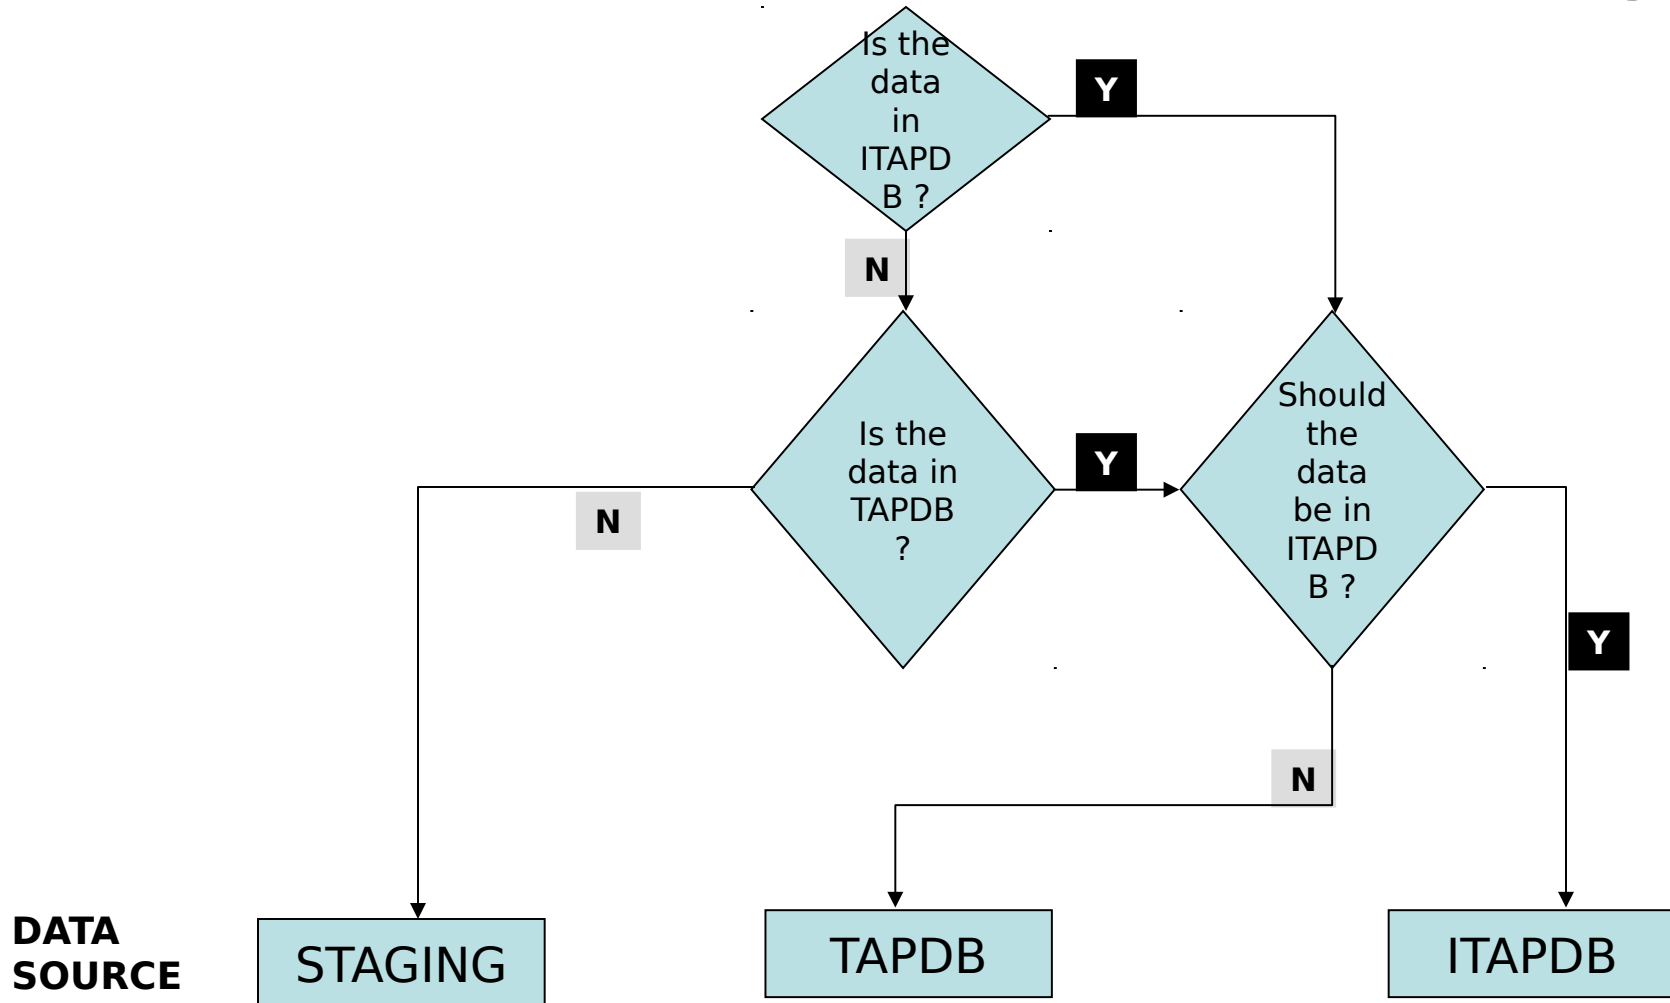 Is the
data
in
ITAPD
B ?
Y
N
Is the
data in
TAPDB
?
Y
N
Should
the
data
be in
ITAPD
B ?
Y
N
DATA
SOURCE
STAGING
TAPDB
ITAPDB